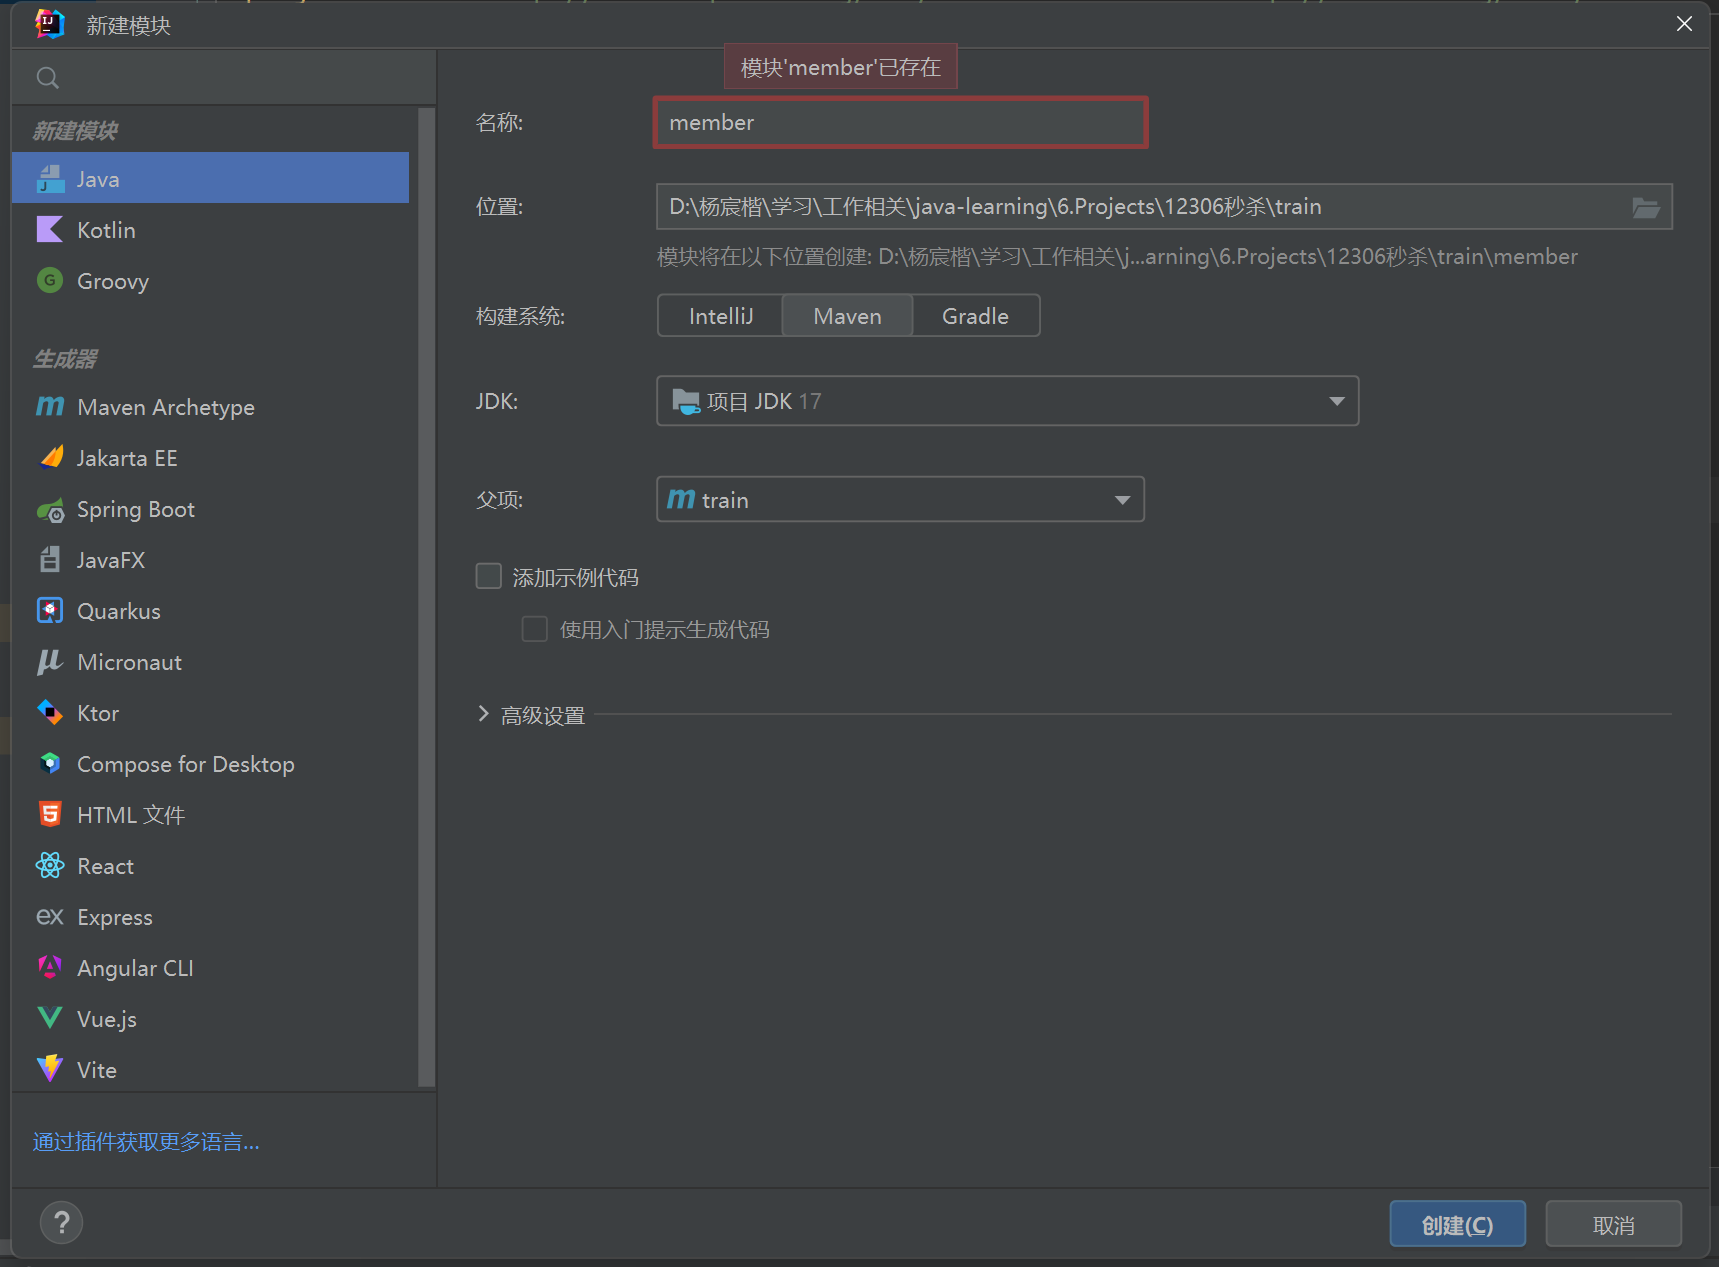 新建模块
新建模块
Java
Kotlin
Groovy
生成器
Maven Archetype
Jakarta EE
Spring Boot
JavaFX
Quarkus
Micronaut
Ktor
Compose for Desktop
HTML 文件
React
Express
Angular CLI
Vue.js
Vite
通过插件获取更多语言...
模块'member'已存在
名称: member
位置: D:\杨宸楷\学习\工作相关\java-learning\6.Projects\12306秒杀\train
模块将在以下位置创建: D:\杨宸楷\学习\工作相关\j...arning\6.Projects\12306秒杀\train\member
构建系统: IntelliJ Maven Gradle
JDK: 项目 JDK 17
父项: train
添加示例代码
使用入门提示生成代码
高级设置
? 创建(C) 取消